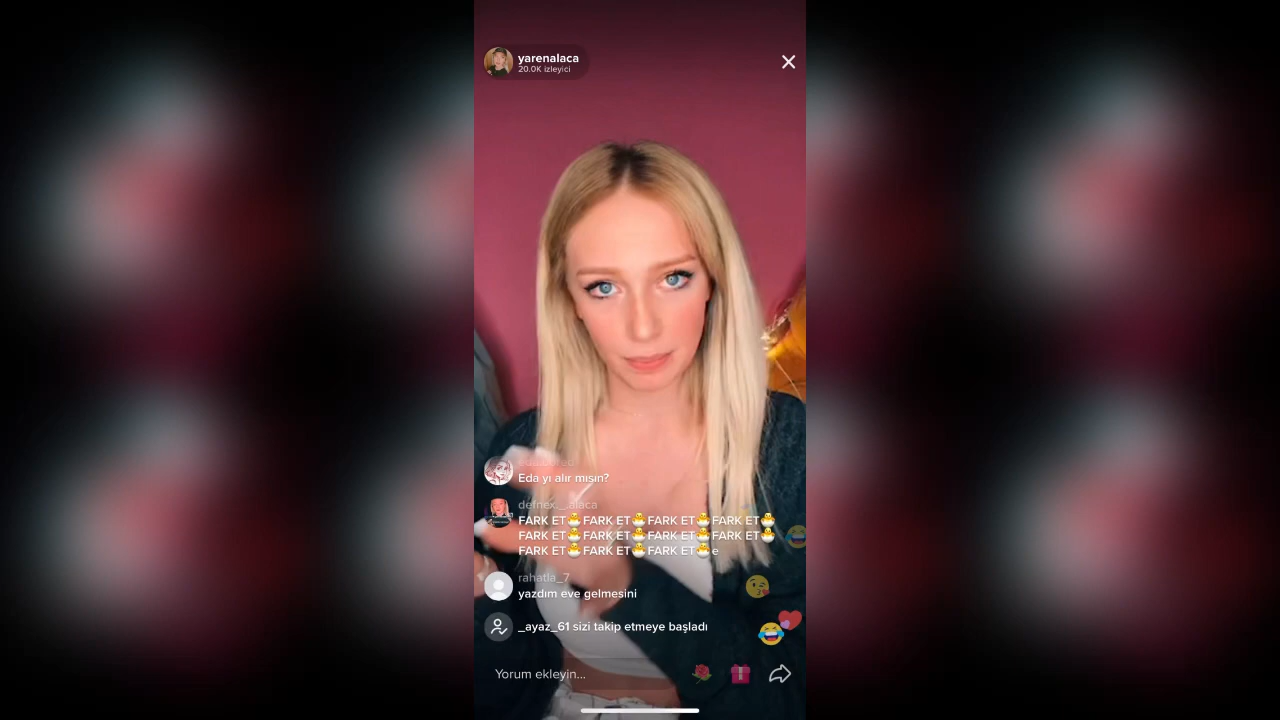 yarenalaca
20.0K izleyici
Eda yı alır mısın?
defnex._.alaca
FARK ET🐣FARK ET🐣FARK ET🐣FARK ET🐣
FARK ET🐣FARK ET🐣FARK ET🐣FARK ET🐣
FARK ET🐣FARK ET🐣FARK ET🐣e
rahatla_7
yazdım eve gelmesini
_ayaz_61 sizi takip etmeye başladı
Yorum ekleyin...